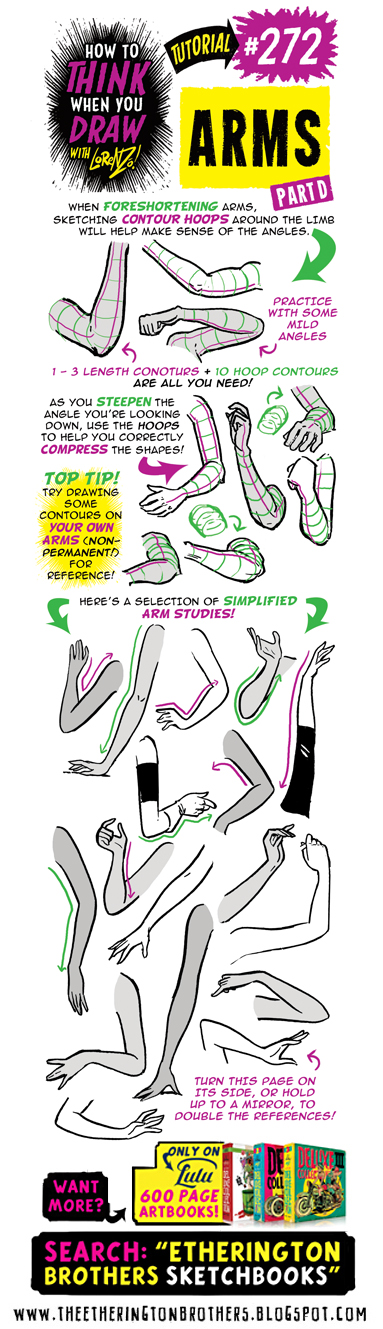 HOW TO
THINK
WHEN YOU
DRAW
WITH LORENZO!
TUTORIAL
#272
ARMS
PART D
WHEN FORESHORTENING ARMS,
SKETCHING CONTOUR HOOPS AROUND THE LIMB
WILL HELP MAKE SENSE OF THE ANGLES.
PRACTICE
WITH SOME
MILD
ANGLES
1 - 3 LENGTH CONOTURS + 10 HOOP CONTOURS
ARE ALL YOU NEED!
AS YOU STEEPEN THE
ANGLE YOU'RE LOOKING
DOWN, USE THE HOOPS
TO HELP YOU CORRECTLY
COMPRESS THE SHAPES!
TOP TIP!
TRY DRAWING
SOME
CONTOURS ON
YOUR OWN
ARMS (NON-
PERMANENT!)
FOR
REFERENCE!
HERE'S A SELECTION OF SIMPLIFIED
ARM STUDIES!
TURN THIS PAGE ON
ITS SIDE, OR HOLD
UP TO A MIRROR, TO
DOUBLE THE REFERENCES!
WANT
MORE?
ONLY ON
Lulu
600 PAGE
ARTBOOKS!
SEARCH: "ETHERINGTON
BROTHERS SKETCHBOOKS"
WWW.THEETHERINGTONBROTHERS.BLOGSPOT.COM